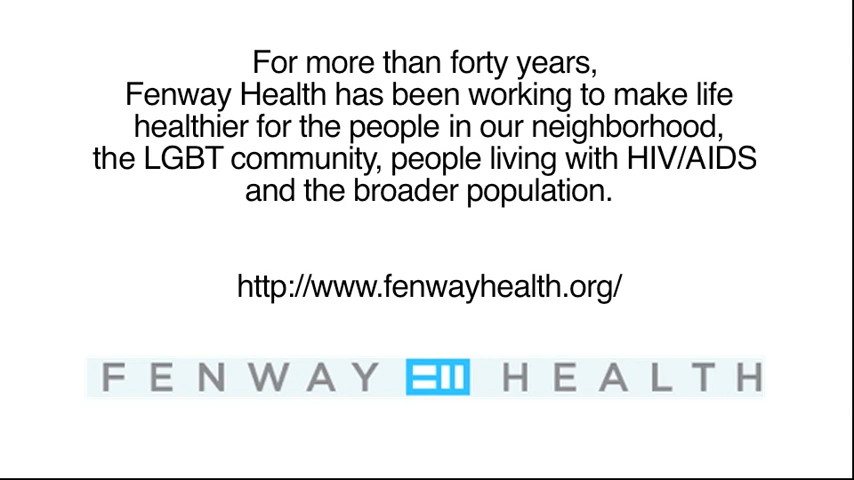 For more than forty years,
Fenway Health has been working to make life
healthier for the people in our neighborhood,
the LGBT community, people living with HIV/AIDS
and the broader population.
http://www.fenwayhealth.org/
FENWAY HEALTH